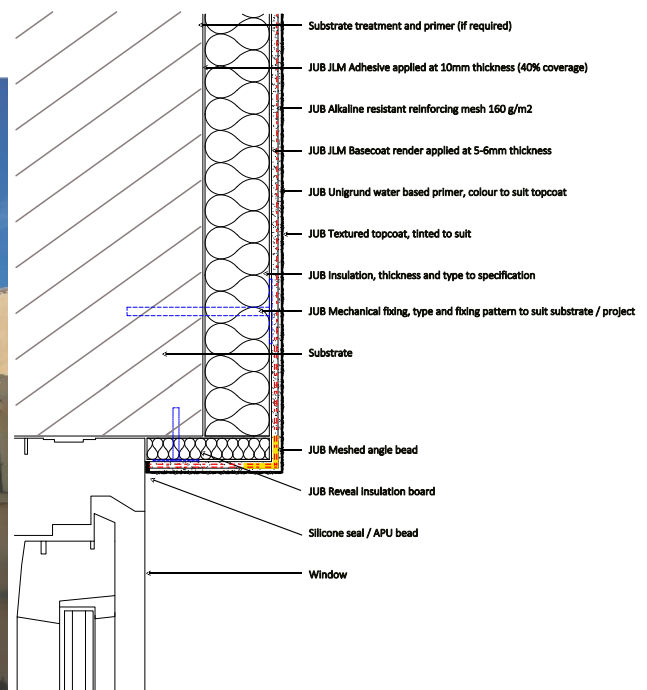 Substrate treatment and primer (if required)
JUB JLM Adhesive applied at 10mm thickness (40% coverage)
JUB Alkaline resistant reinforcing mesh 160 g/m2
JUB JLM Basecoat render applied at 5-6mm thickness
JUB Unigrund water based primer, colour to suit topcoat
JUB Textured topcoat, tinted to suit
JUB Insulation, thickness and type to specification
JUB Mechanical fixing, type and fixing pattern to suit substrate / project
Substrate
JUB Meshed angle bead
JUB Reveal insulation board
Silicone seal / APU bead
Window